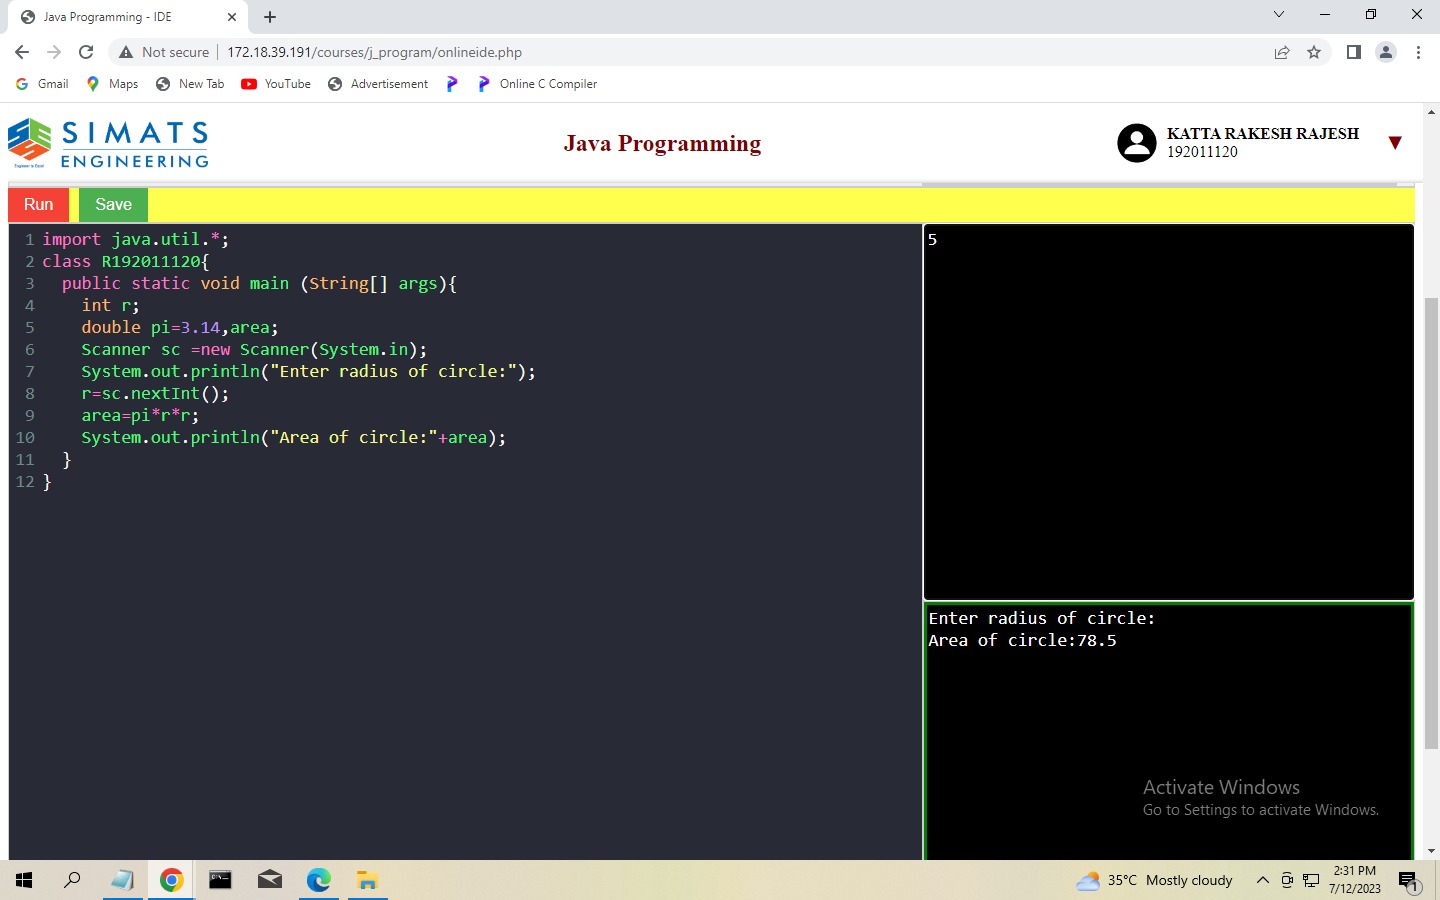 Java Programming - IDE
Not secure 172.18.39.191/courses/j_program/onlineide.php
Gmail Maps New Tab YouTube Advertisement Online C Compiler
SIMATS
ENGINEERING
Java Programming
KATTA RAKESH RAJESH
192011120
Run Save
1 import java.util.*;
2 class R192011120{
3   public static void main (String[] args){
4     int r;
5     double pi=3.14,area;
6     Scanner sc =new Scanner(System.in);
7     System.out.println("Enter radius of circle:");
8     r=sc.nextInt();
9     area=pi*r*r;
10     System.out.println("Area of circle:"+area);
11   }
12 }
5
Enter radius of circle:
Area of circle:78.5
Activate Windows
Go to Settings to activate Windows.
35°C Mostly cloudy
2:31 PM
7/12/2023
1